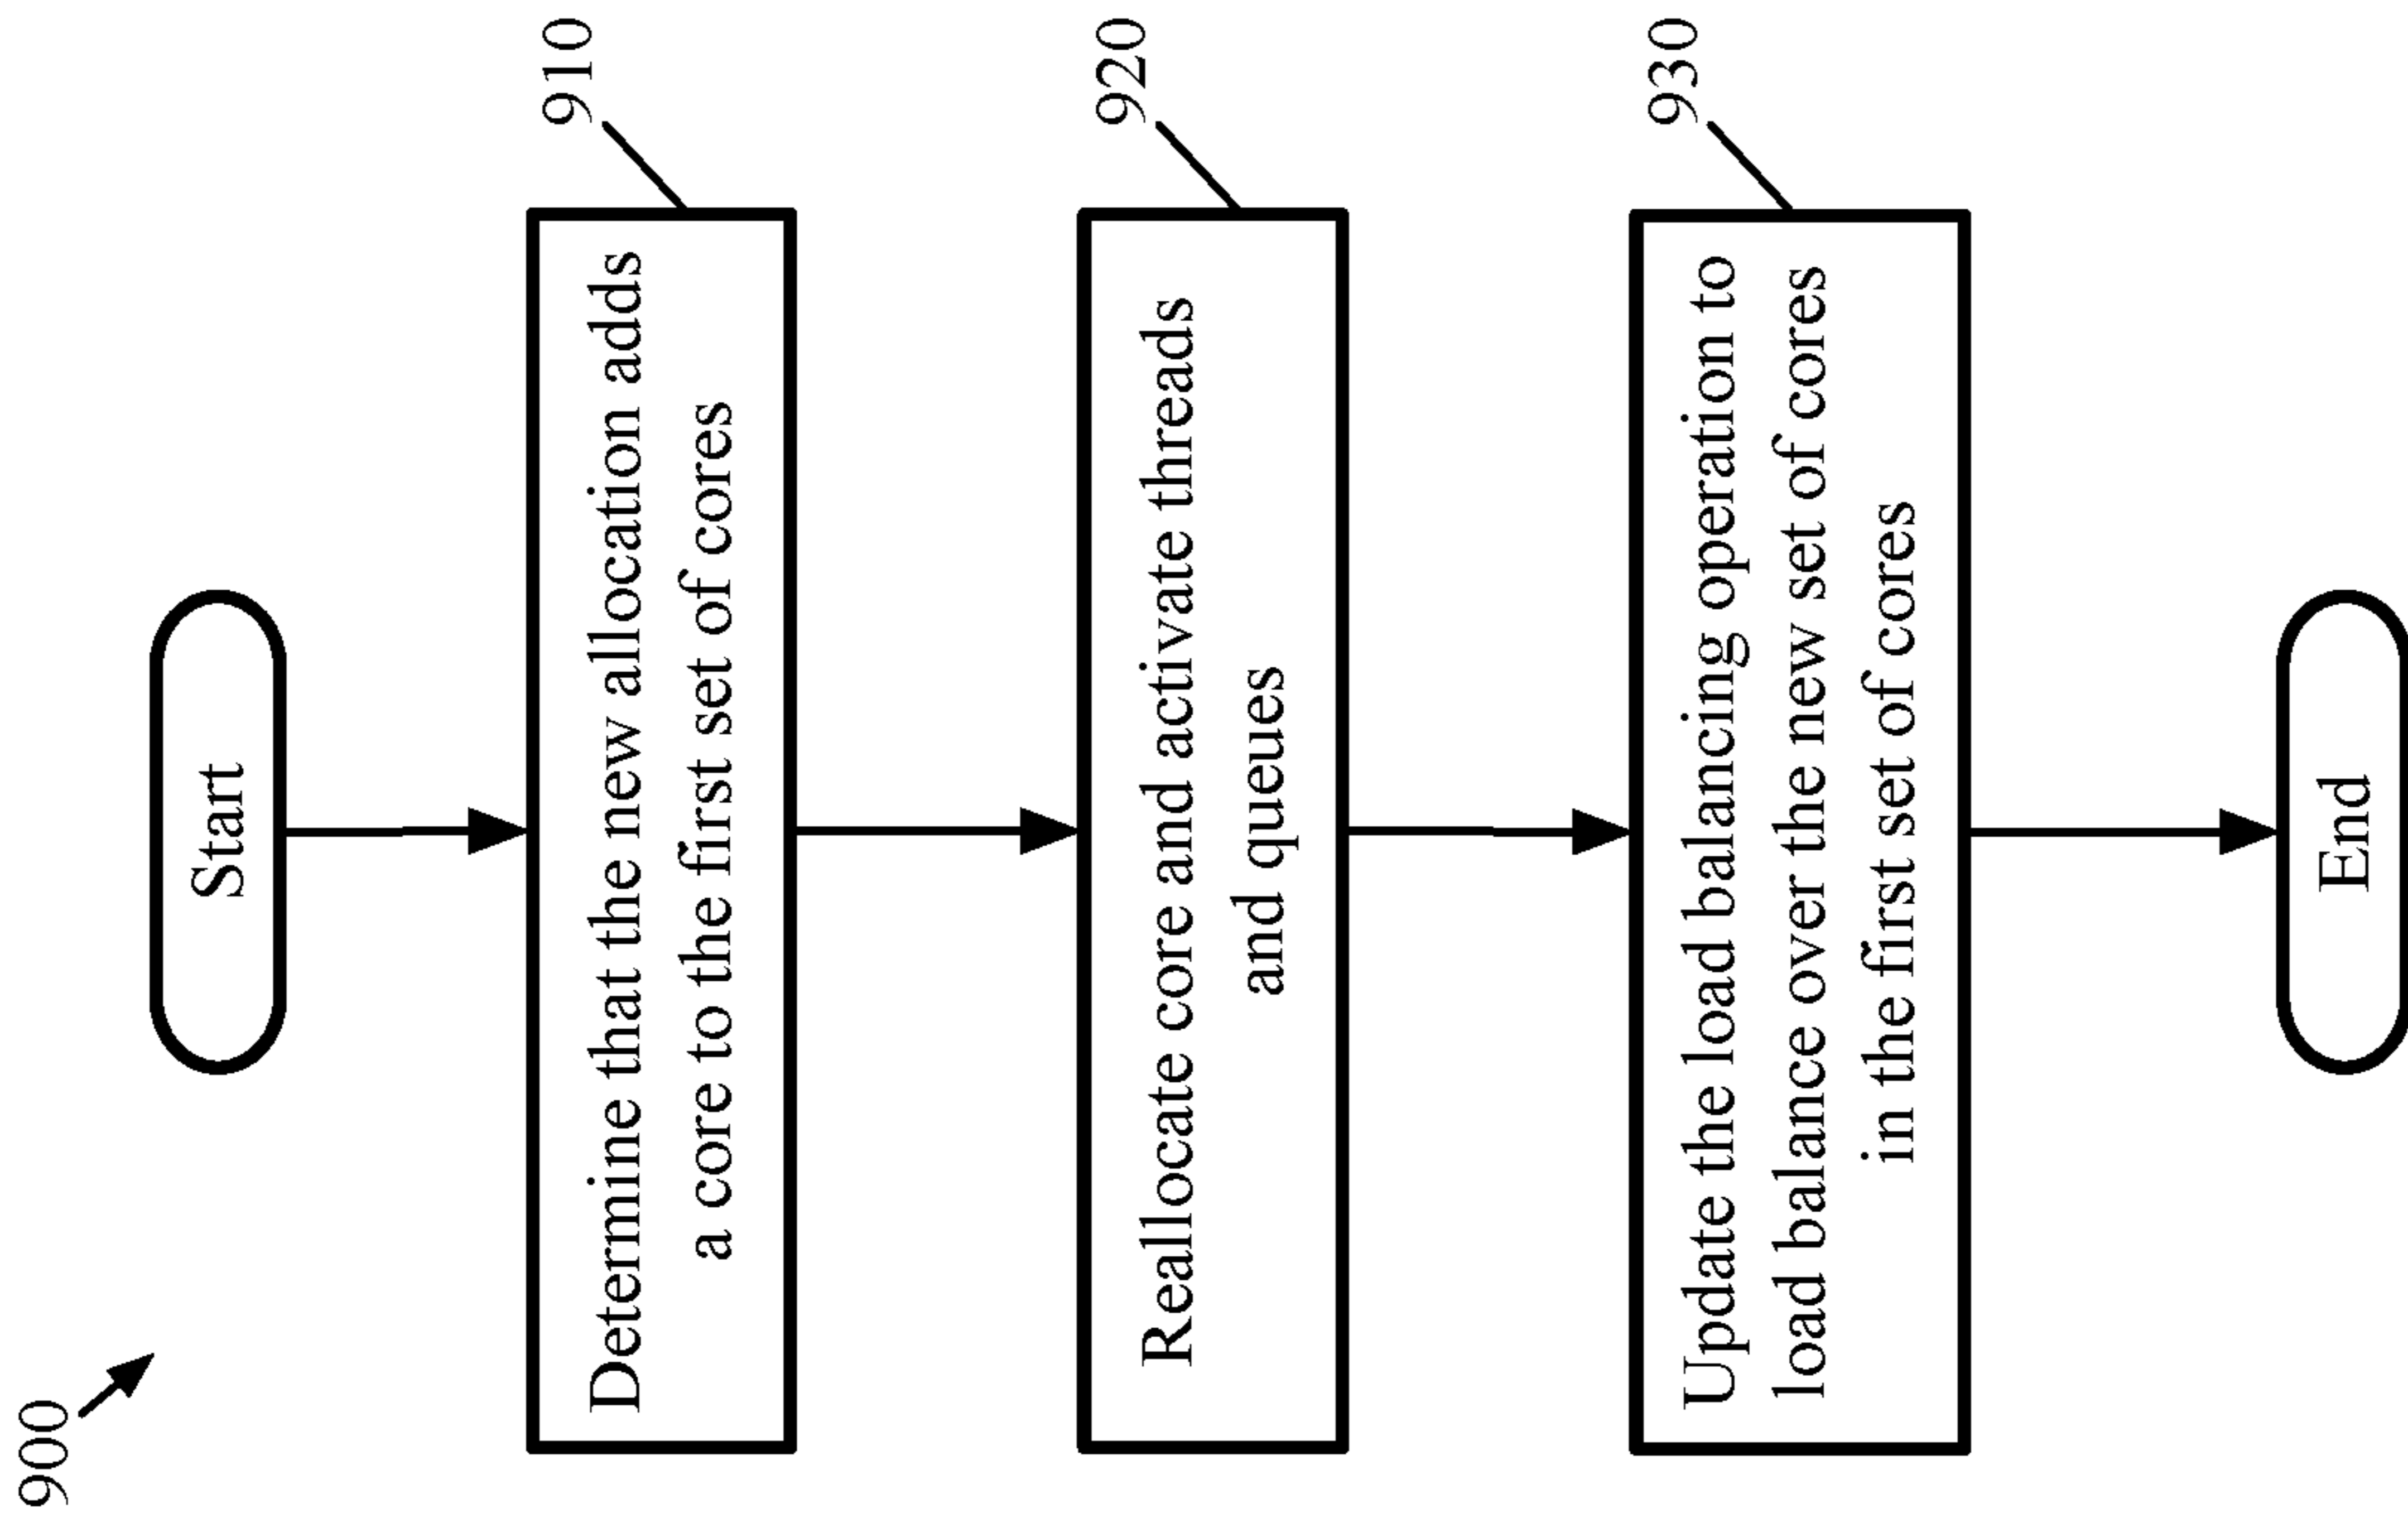 900
Start
910
Determine that the new allocation adds
a core to the first set of cores
920
Reallocate core and activate threads
and queues
930
Update the load balancing operation to
load balance over the new set of cores
in the first set of cores
End